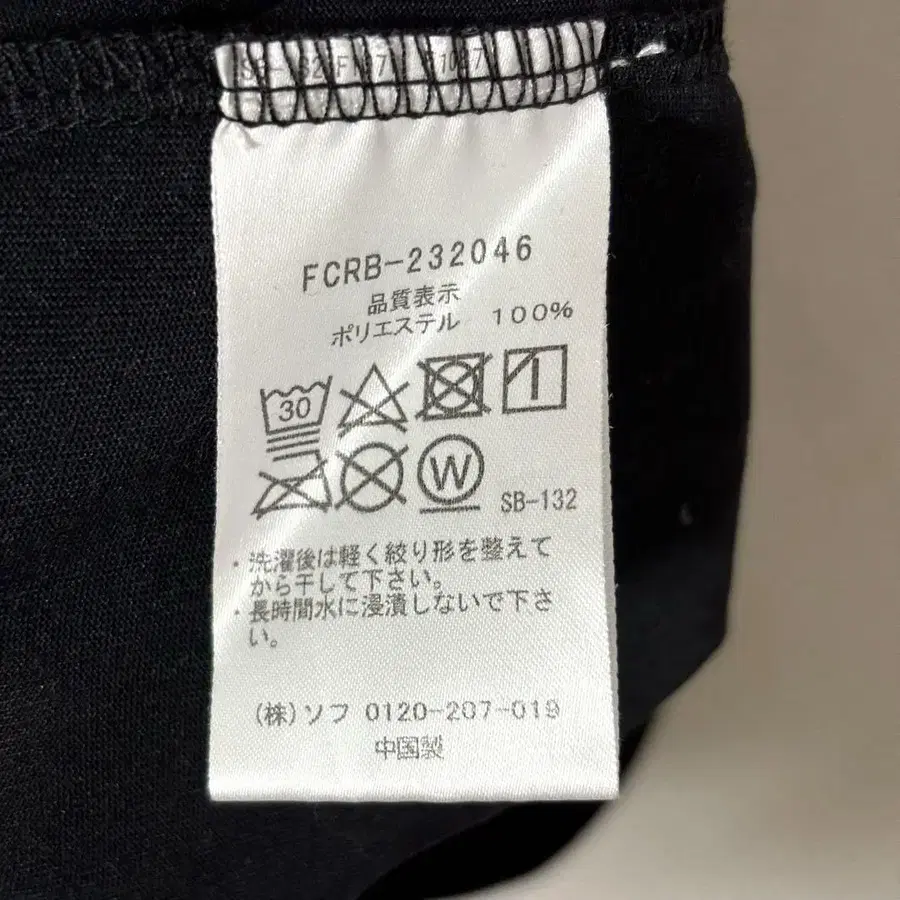 FCRB-232046
品質表示
ポリエステル 100%
30
W
SB-132
・洗濯後は軽く絞り形を整えて
から干して下さい。
・長時間水に浸漬しないで下さ
い。
(株)ソフ 0120-207-019
中国製